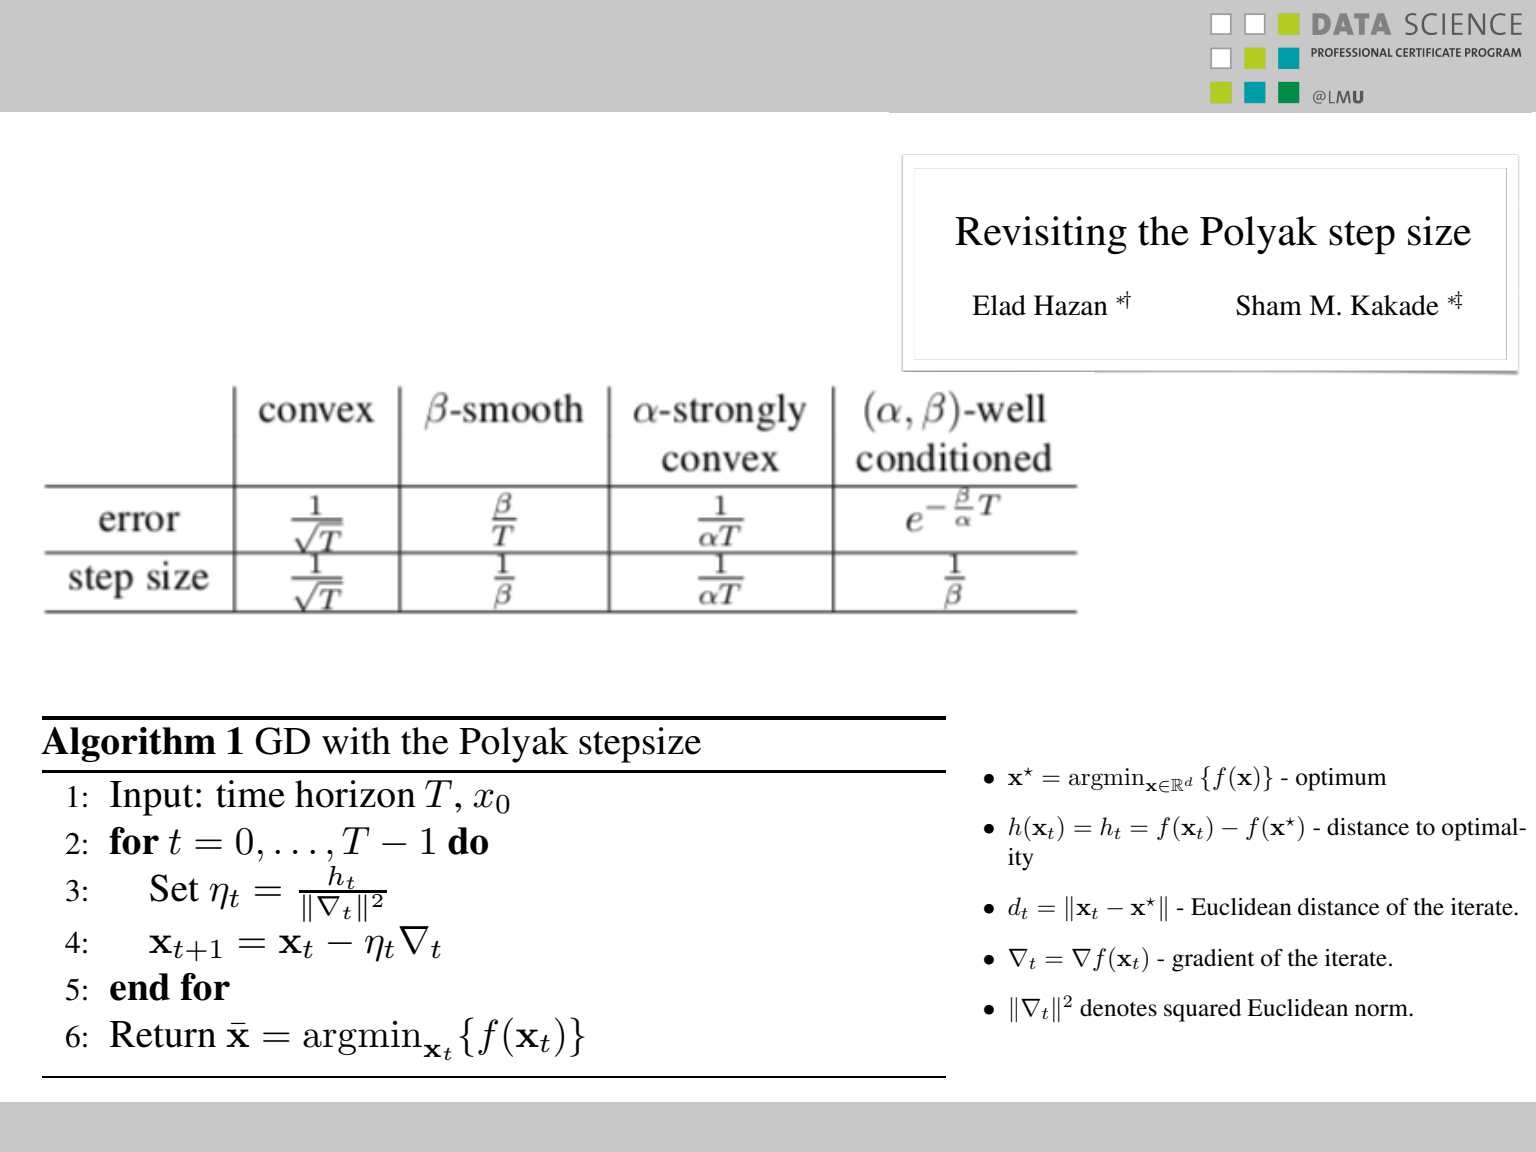 DATA SCIENCE
PROFESSIONAL CERTIFICATE PROGRAM
@LMU
Revisiting the Polyak step size
Elad Hazan *† Sham M. Kakade *‡
convex β-smooth α-strongly convex (α, β)-well conditioned
error 1/√T β/T 1/αT e^{−(β/α)T}
step size 1/√T 1/β 1/αT 1/β
Algorithm 1 GD with the Polyak stepsize
1: Input: time horizon T, x₀
2: for t = 0, . . . , T − 1 do
3: Set η_t = h_t/‖∇_t‖²
4: x_{t+1} = x_t − η_t∇_t
5: end for
6: Return x̄ = argmin_{x_t}{f(x_t)}
• x⋆ = argmin_{x∈ℝ^d} {f(x)} - optimum
• h(x_t) = h_t = f(x_t) − f(x⋆) - distance to optimal-
ity
• d_t = ‖x_t − x⋆‖ - Euclidean distance of the iterate.
• ∇_t = ∇f(x_t) - gradient of the iterate.
• ‖∇_t‖² denotes squared Euclidean norm.